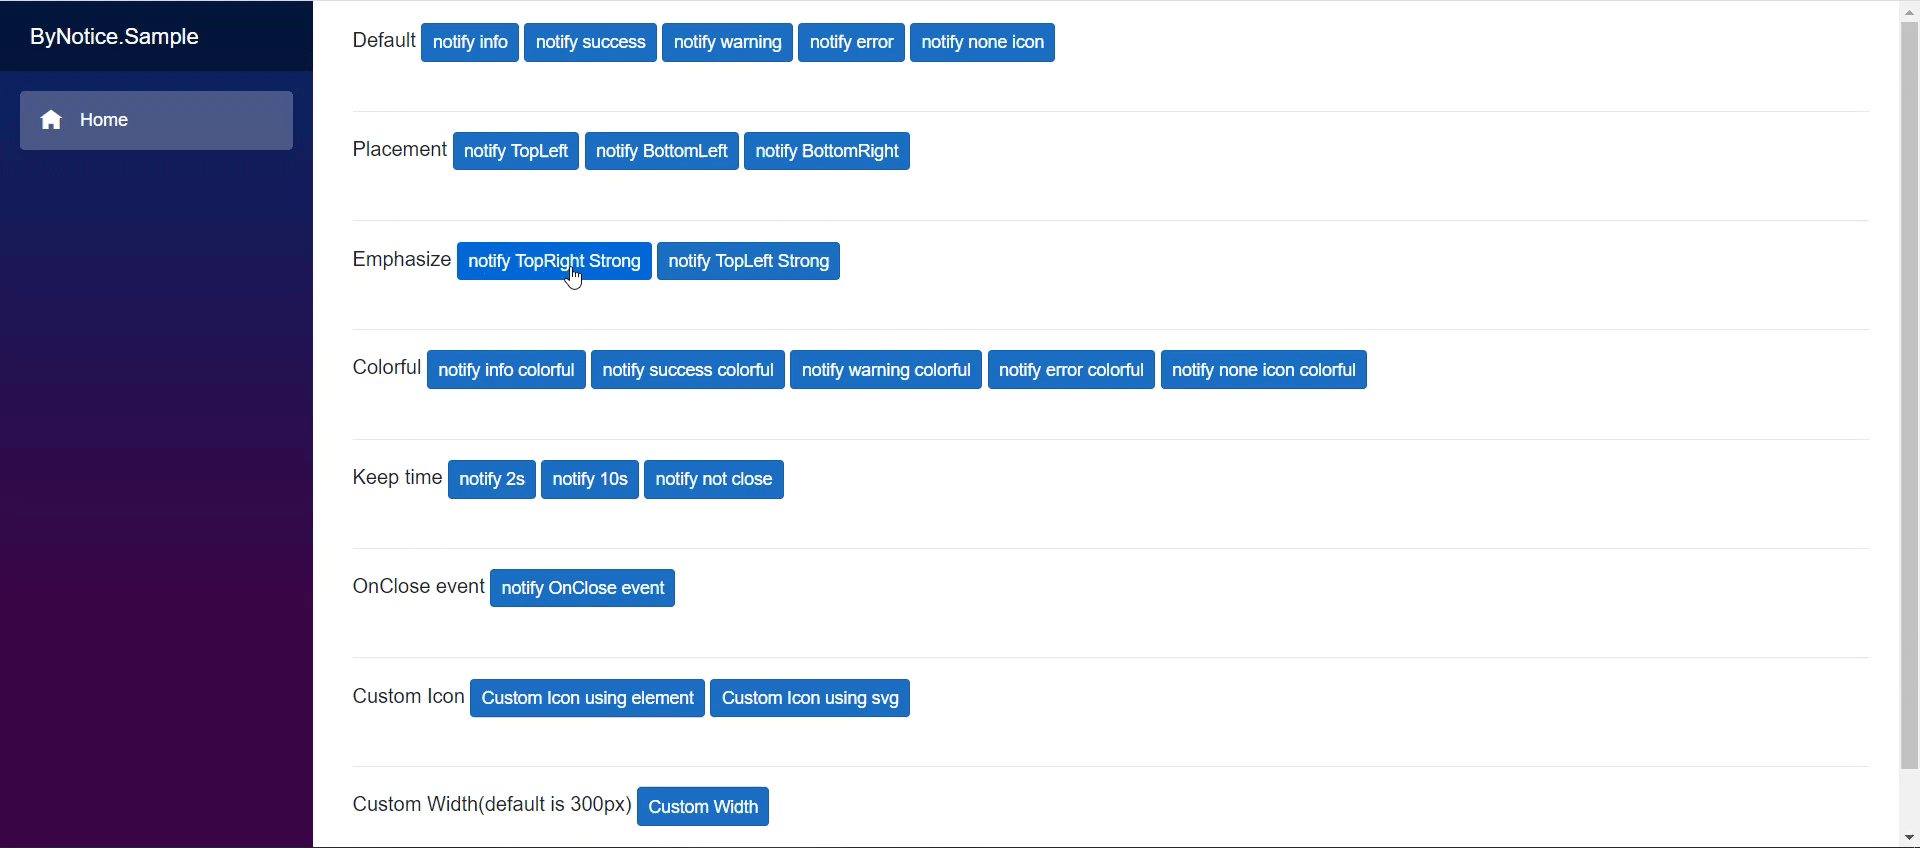 ByNotice.Sample
Home
Default notify info notify success notify warning notify error notify none icon
Placement notify TopLeft notify BottomLeft notify BottomRight
Emphasize notify TopRight Strong notify TopLeft Strong
Colorful notify info colorful notify success colorful notify warning colorful notify error colorful notify none icon colorful
Keep time notify 2s notify 10s notify not close
OnClose event notify OnClose event
Custom Icon Custom Icon using element Custom Icon using svg
Custom Width(default is 300px) Custom Width